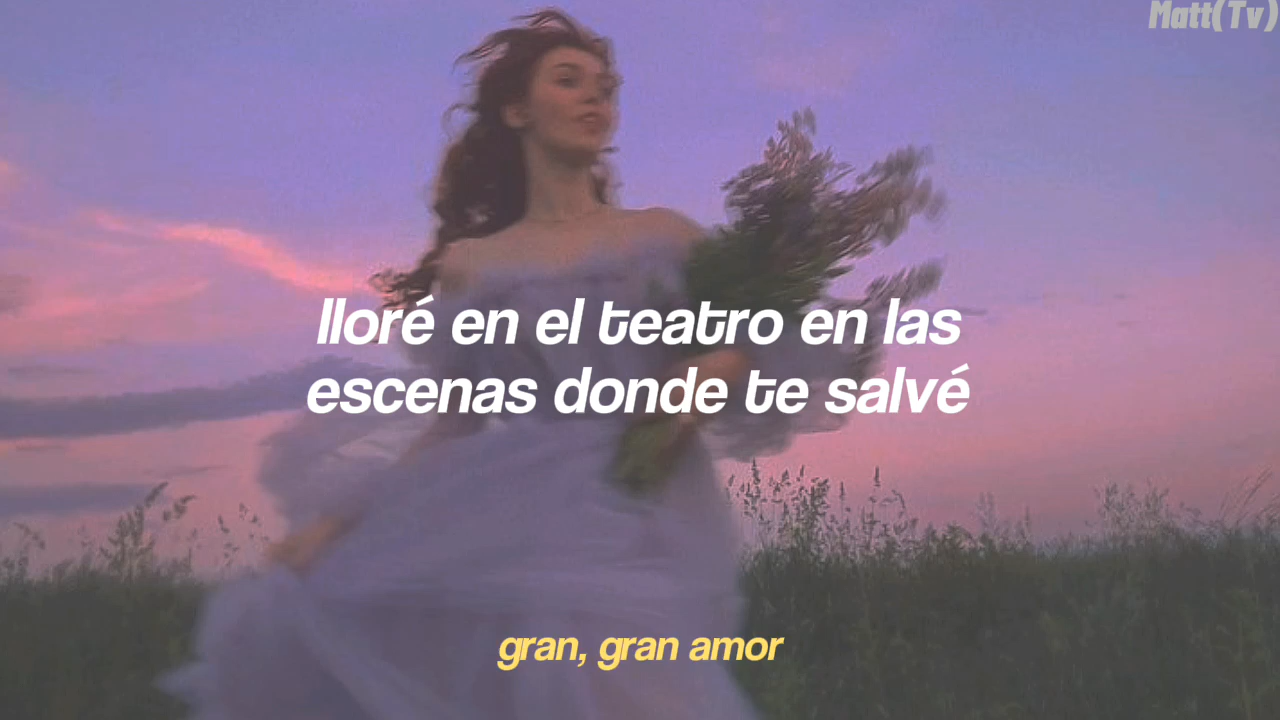 Matt(Tv)
lloré en el teatro en las
escenas donde te salvé
gran, gran amor